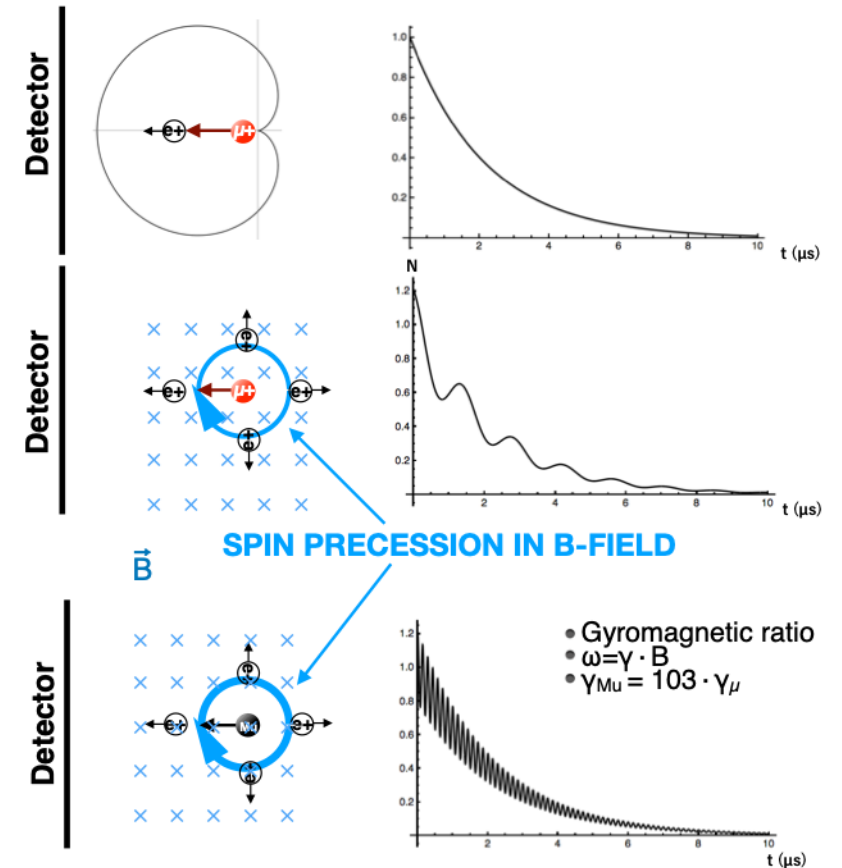 Detector
e+
μ+
1.0
0.8
0.6
0.4
0.2
2
4
6
8
10
t (μs)
Detector
e+
e+
μ+
e+
e+
N
1.2
1.0
0.8
0.6
0.4
0.2
2
4
6
8
10
t (μs)
SPIN PRECESSION IN B-FIELD
B
Detector
e+
e+
Mu
e+
e+
1.2
1.0
0.8
0.6
0.4
0.2
2
4
6
8
10
t (μs)
● Gyromagnetic ratio
● ω=γ · B
● γMu = 103 · γμ